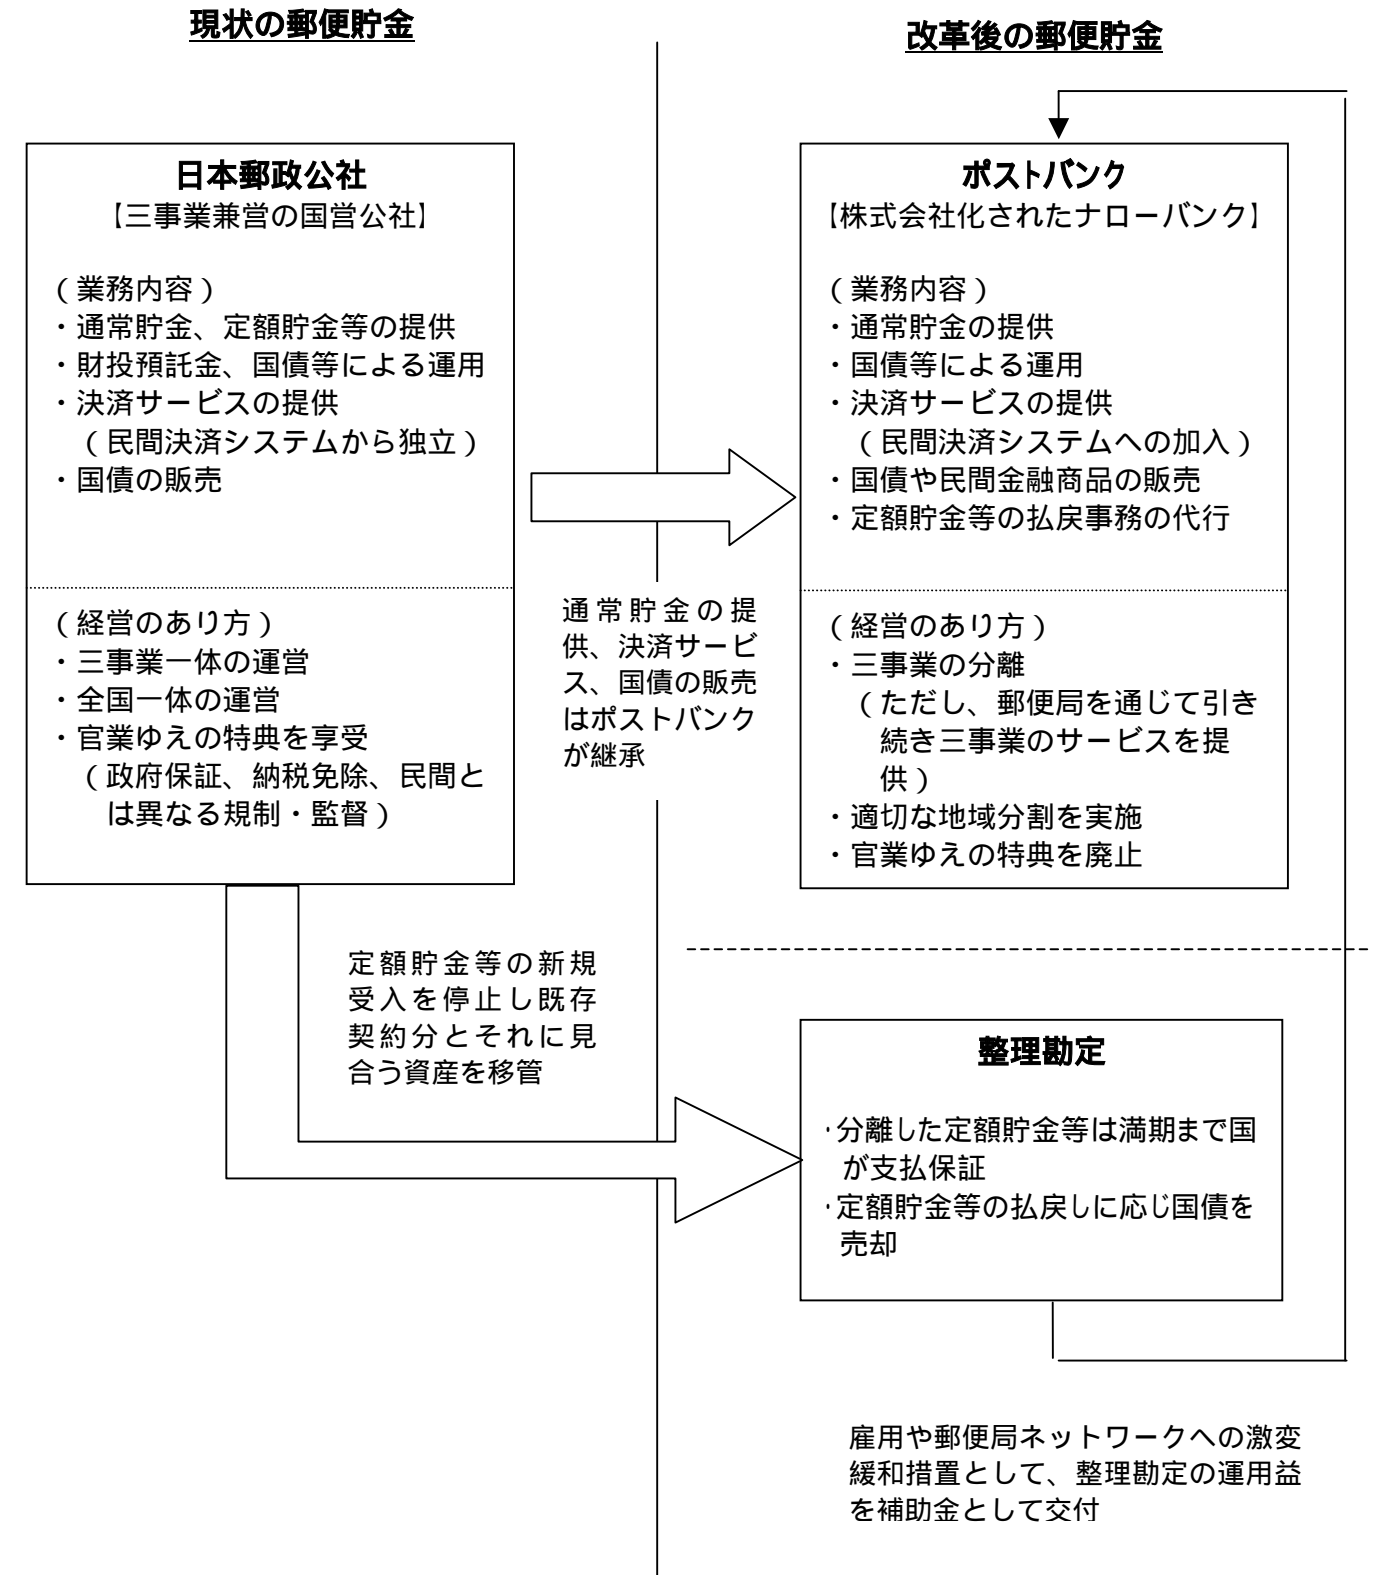 現状の郵便貯金
日本郵政公社
【三事業兼営の国営公社】
（業務内容）
・通常貯金、定額貯金等の提供
・財投預託金、国債等による運用
・決済サービスの提供
（民間決済システムから独立）
・国債の販売
（経営のあり方）
・三事業一体の運営
・全国一体の運営
・官業ゆえの特典を享受
（政府保証、納税免除、民間と
は異なる規制・監督）
通常貯金の提
供、決済サービ
ス、国債の販売
はポストバンク
が継承
定額貯金等の新規
受入を停止し既存
契約分とそれに見
合う資産を移管
改革後の郵便貯金
ポストバンク
【株式会社化されたナローバンク】
（業務内容）
・通常貯金の提供
・国債等による運用
・決済サービスの提供
（民間決済システムへの加入）
・国債や民間金融商品の販売
・定額貯金等の払戻事務の代行
（経営のあり方）
・三事業の分離
（ただし、郵便局を通じて引き
続き三事業のサービスを提
供）
・適切な地域分割を実施
・官業ゆえの特典を廃止
整理勘定
・分離した定額貯金等は満期まで国
が支払保証
・定額貯金等の払戻しに応じ国債を
売却
雇用や郵便局ネットワークへの激変
緩和措置として、整理勘定の運用益
を補助金として交付